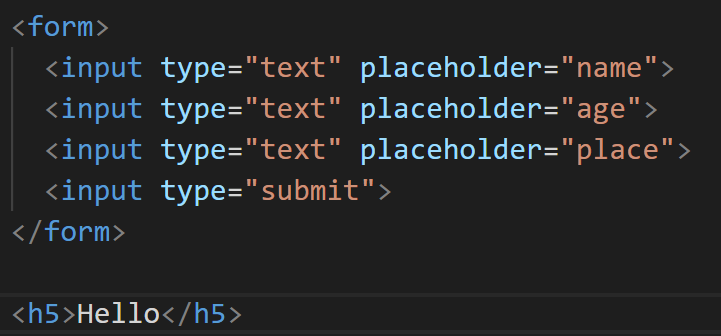 <form>
  <input type="text" placeholder="name">
  <input type="text" placeholder="age">
  <input type="text" placeholder="place">
  <input type="submit">
</form>
<h5>Hello</h5>